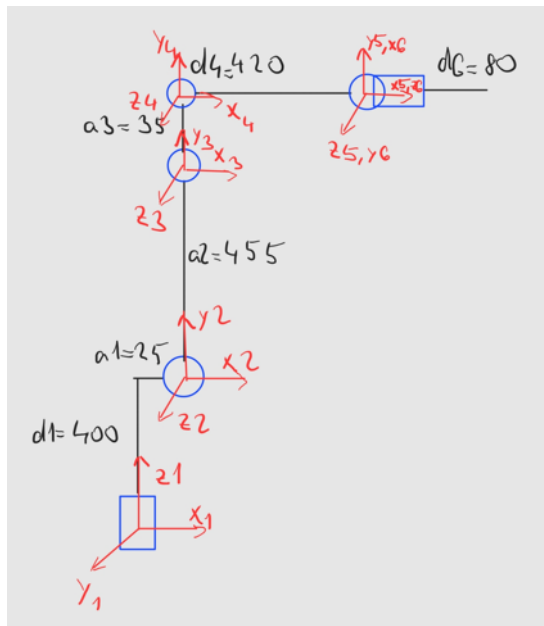 Y4
d4=420
Y5,X6
d6=80
Z4
X4
X5,Z6
a3=35
Y3
X3
Z5,Y6
Z3
a2=455
Y2
a1=25
X2
Z2
d1=400
Z1
X1
Y1